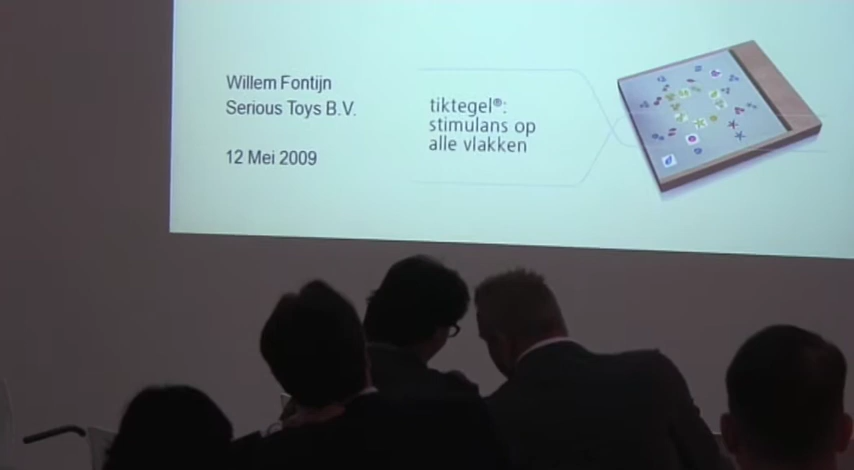 Willem Fontijn
Serious Toys B.V.
12 Mei 2009
tiktegel®:
stimulans op
alle vlakken